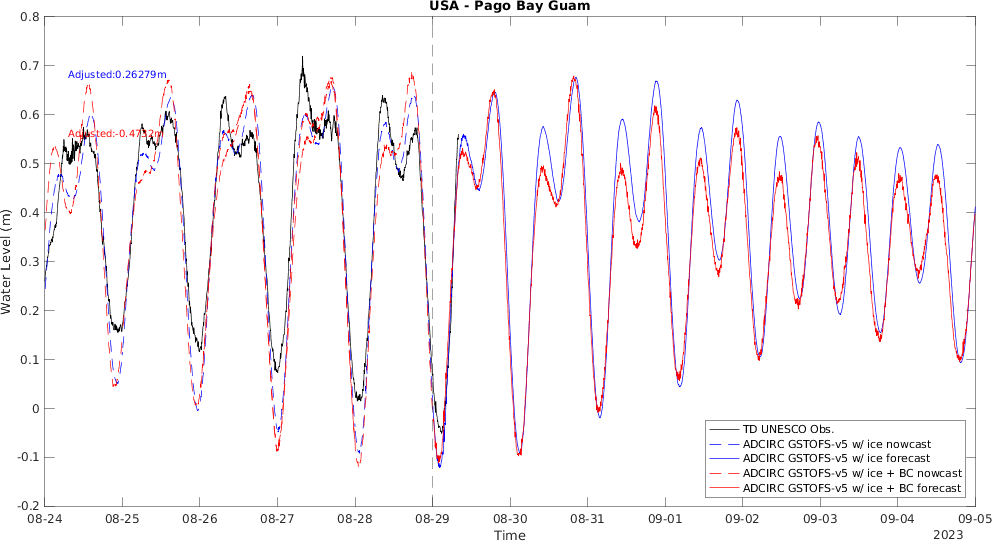 USA - Pago Bay Guam
0.8
0.7
0.6
0.5
0.4
0.3
0.2
0.1
0
-0.1
-0.2
Water Level (m)
Adjusted:0.26279m
08-24
08-25
08-26
08-27
08-28
08-29
08-30
08-31
09-01
09-02
09-03
09-04
09-05
Time
2023
TD UNESCO Obs.
ADCIRC GSTOFS-v5 w/ ice nowcast
ADCIRC GSTOFS-v5 w/ ice forecast
ADCIRC GSTOFS-v5 w/ ice + BC nowcast
ADCIRC GSTOFS-v5 w/ ice + BC forecast